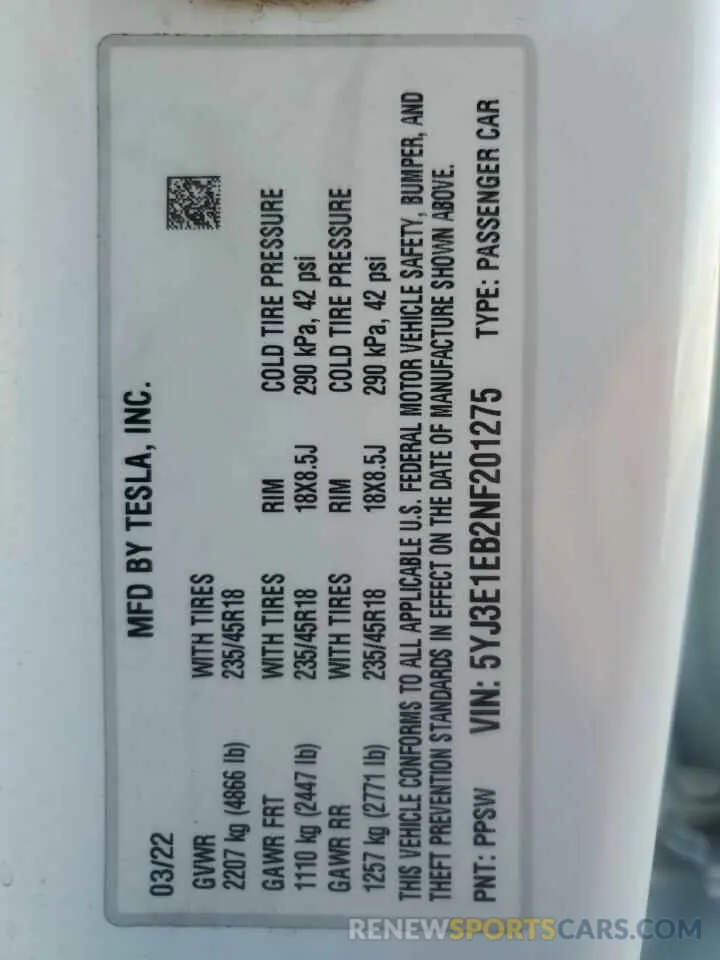 MFD BY TESLA, INC.
03/22
GVWR WITH TIRES
2207 kg (4866 lb) 235/45R18
GAWR FRT WITH TIRES RIM COLD TIRE PRESSURE
1110 kg (2447 lb) 235/45R18 18X8.5J 290 kPa, 42 psi
GAWR RR WITH TIRES RIM COLD TIRE PRESSURE
1257 kg (2771 lb) 235/45R18 18X8.5J 290 kPa, 42 psi
THIS VEHICLE CONFORMS TO ALL APPLICABLE U.S. FEDERAL MOTOR VEHICLE SAFETY, BUMPER, AND
THEFT PREVENTION STANDARDS IN EFFECT ON THE DATE OF MANUFACTURE SHOWN ABOVE.
PNT: PPSW VIN: 5YJ3E1EB2NF201275 TYPE: PASSENGER CAR
RENEWSPORTSCARS.COM